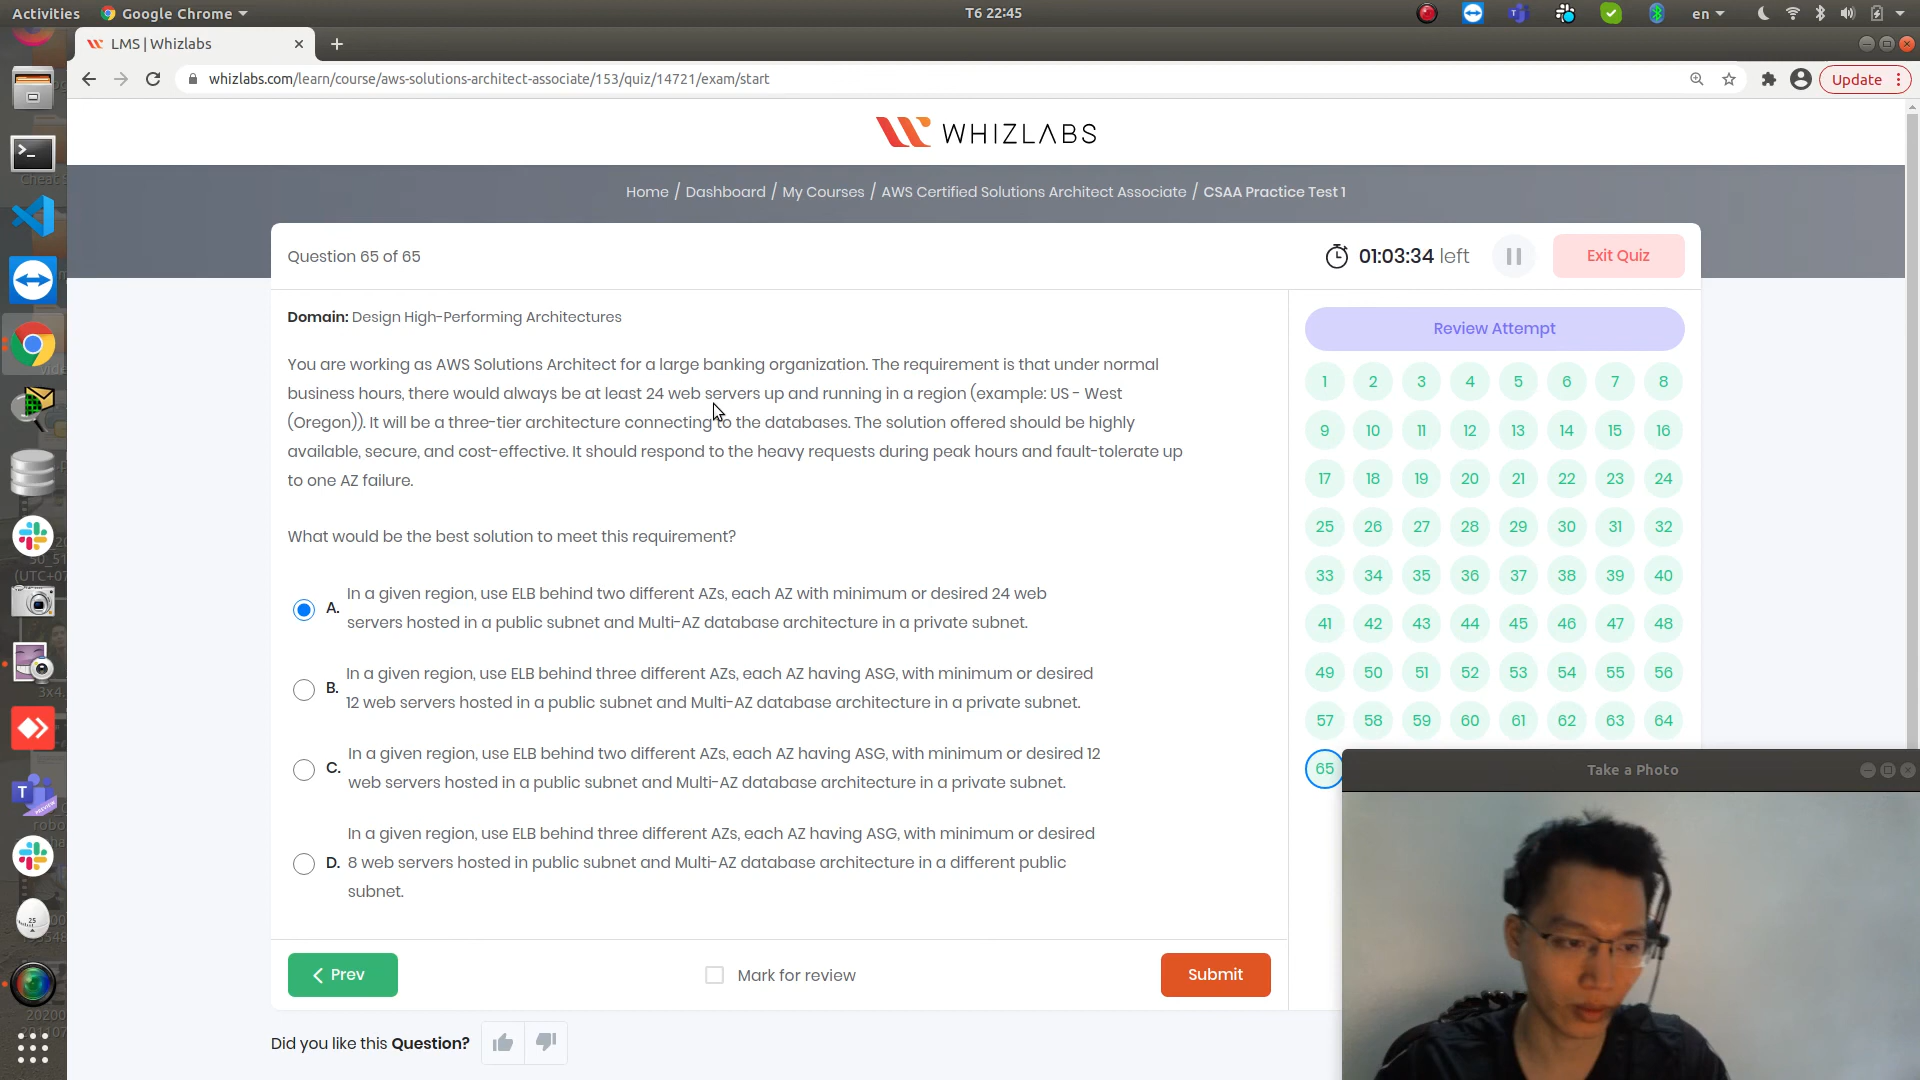 Activities
Google Chrome
T6 22:45
en
LMS | Whizlabs
whizlabs.com/learn/course/aws-solutions-architect-associate/153/quiz/14721/exam/start
Update
WHIZLABS
Home / Dashboard / My Courses / AWS Certified Solutions Architect Associate / CSAA Practice Test 1
Question 65 of 65
01:03:34 left
Exit Quiz
Domain: Design High-Performing Architectures
You are working as AWS Solutions Architect for a large banking organization. The requirement is that under normal
business hours, there would always be at least 24 web servers up and running in a region (example: US - West
(Oregon)). It will be a three-tier architecture connecting to the databases. The solution offered should be highly
available, secure, and cost-effective. It should respond to the heavy requests during peak hours and fault-tolerate up
to one AZ failure.
What would be the best solution to meet this requirement?
A. In a given region, use ELB behind two different AZs, each AZ with minimum or desired 24 web
servers hosted in a public subnet and Multi-AZ database architecture in a private subnet.
B. In a given region, use ELB behind three different AZs, each AZ having ASG, with minimum or desired
12 web servers hosted in a public subnet and Multi-AZ database architecture in a private subnet.
C. In a given region, use ELB behind two different AZs, each AZ having ASG, with minimum or desired 12
web servers hosted in a public subnet and Multi-AZ database architecture in a private subnet.
D. In a given region, use ELB behind three different AZs, each AZ having ASG, with minimum or desired
8 web servers hosted in public subnet and Multi-AZ database architecture in a different public
subnet.
Prev
Mark for review
Submit
Did you like this Question?
Review Attempt
1 2 3 4 5 6 7 8
9 10 11 12 13 14 15 16
17 18 19 20 21 22 23 24
25 26 27 28 29 30 31 32
33 34 35 36 37 38 39 40
41 42 43 44 45 46 47 48
49 50 51 52 53 54 55 56
57 58 59 60 61 62 63 64
65
Take a Photo